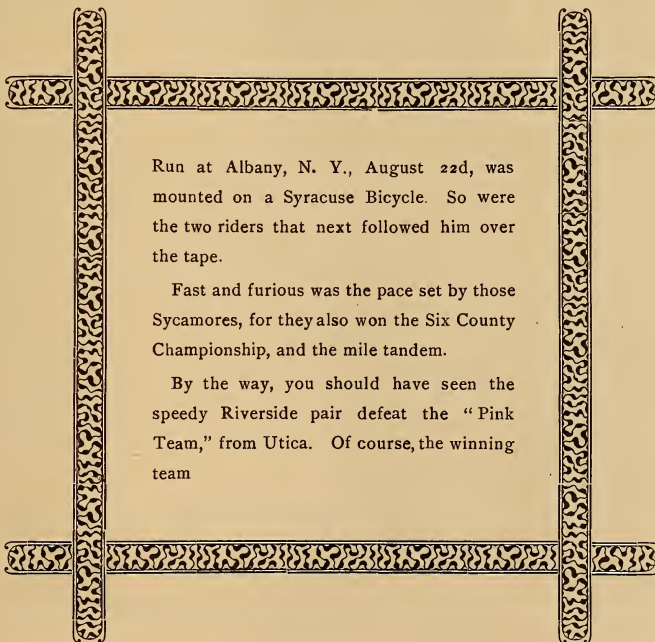 Run at Albany, N. Y., August 22d, was
mounted on a Syracuse Bicycle. So were
the two riders that next followed him over
the tape.
Fast and furious was the pace set by those
Sycamores, for they also won the Six County
Championship, and the mile tandem.
By the way, you should have seen the
speedy Riverside pair defeat the “Pink
Team,” from Utica. Of course, the winning
team